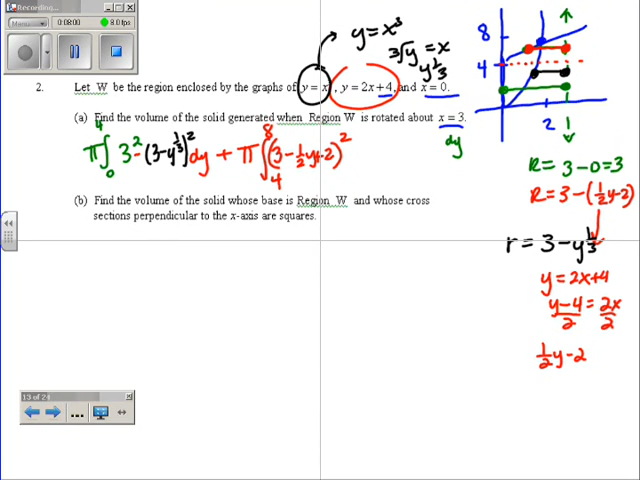 Recording...
Menu
0:08:00
8.0 fps
y = x³
³√y = x
y^1/3
2. Let W be the region enclosed by the graphs of y = x³, y = 2x + 4, and x = 0.
(a) Find the volume of the solid generated when Region W is rotated about x = 3.
π∫₀⁴ 3² - (3 - y^1/3)² dy + π∫₄⁸ (3 - 1/2y + 2)²
dy
(b) Find the volume of the solid whose base is Region W and whose cross
sections perpendicular to the x-axis are squares.
8
4
2
R = 3 - 0 = 3
R = 3 - (1/2y - 2)
r = 3 - y^1/3
y = 2x + 4
y - 4 = 2x
2 2
1/2y - 2
13 of 24